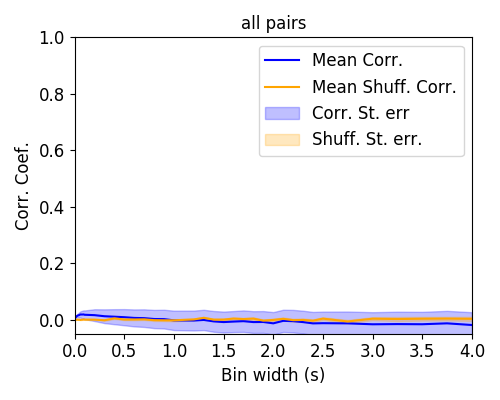 all pairs
Mean Corr.
Mean Shuff. Corr.
Corr. St. err
Shuff. St. err.
1.0
0.8
0.6
0.4
0.2
0.0
Corr. Coef.
0.0 0.5 1.0 1.5 2.0 2.5 3.0 3.5 4.0
Bin width (s)